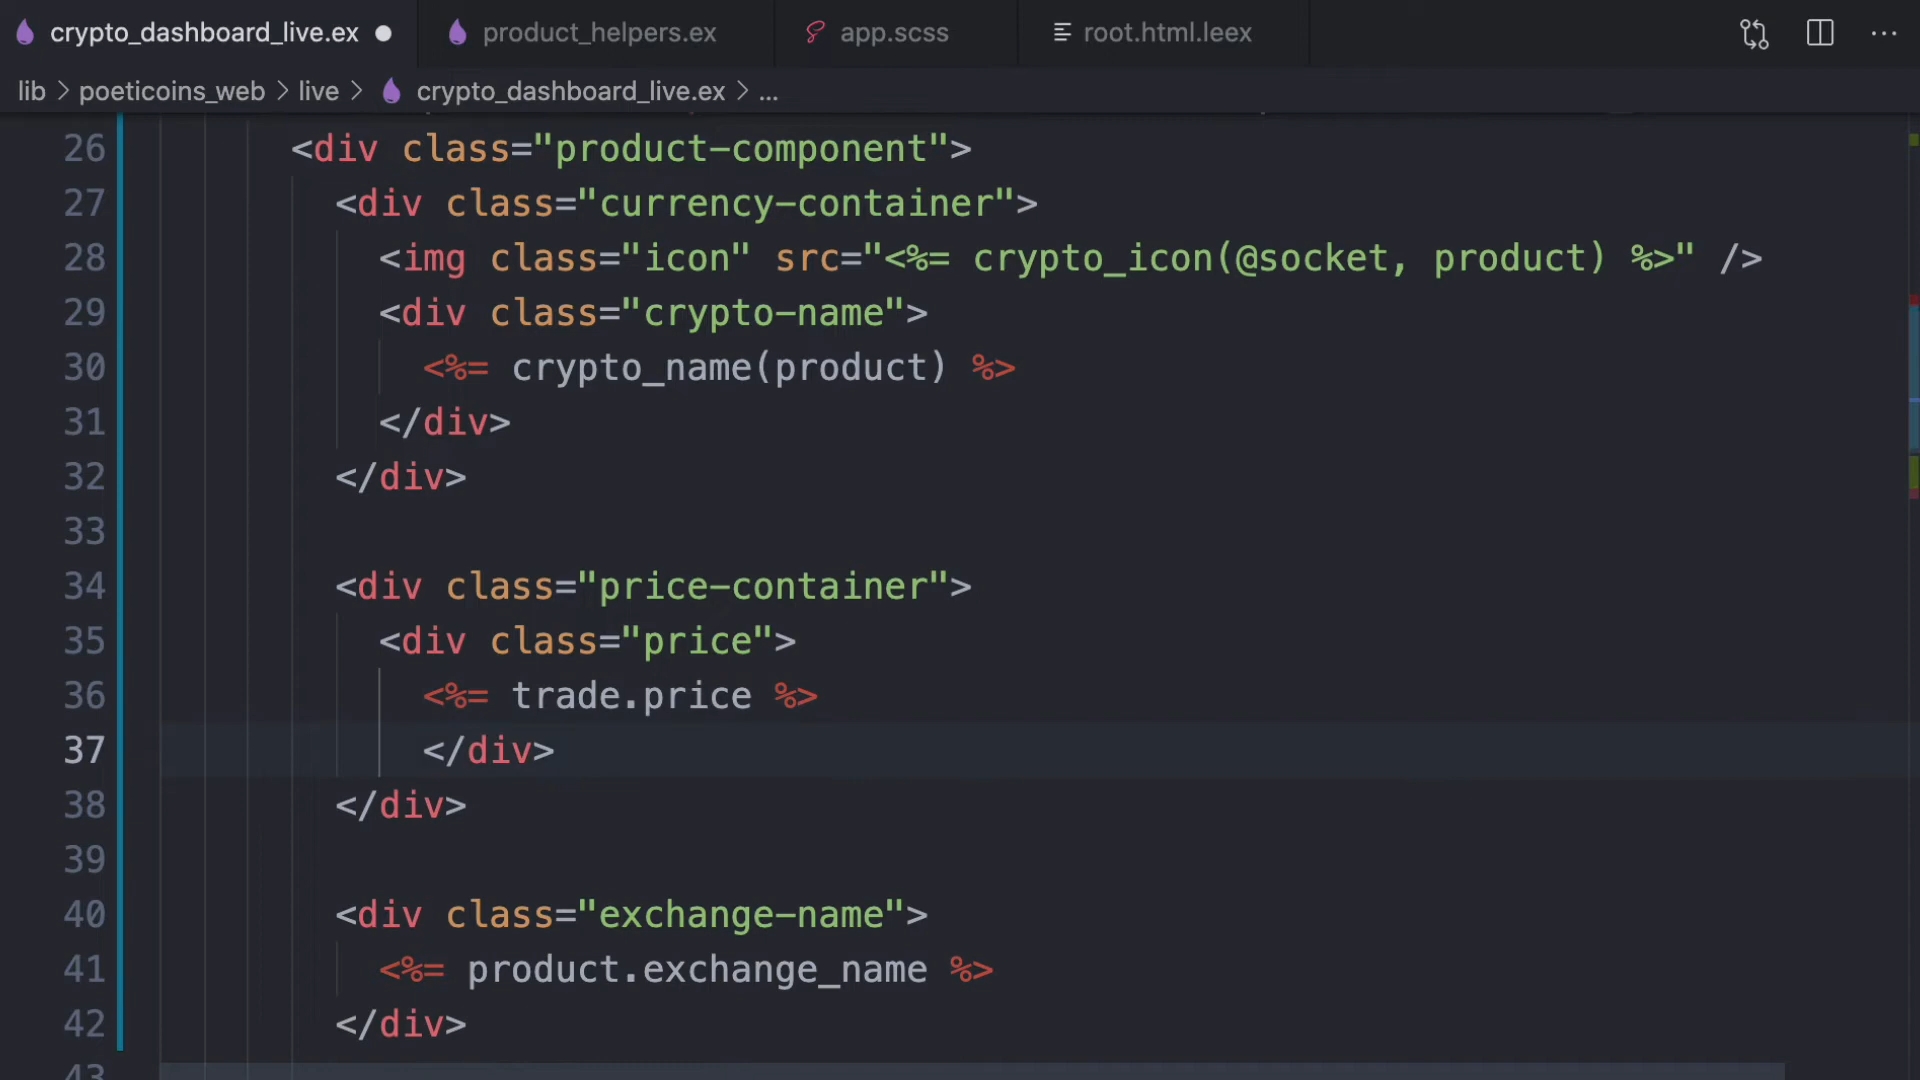 crypto_dashboard_live.ex ● product_helpers.ex app.scss root.html.leex
lib > poeticoins_web > live > crypto_dashboard_live.ex > ...
26 <div class="product-component">
27 <div class="currency-container">
28 <img class="icon" src="<%= crypto_icon(@socket, product) %>" />
29 <div class="crypto-name">
30 <%= crypto_name(product) %>
31 </div>
32 </div>
33
34 <div class="price-container">
35 <div class="price">
36 <%= trade.price %>
37 </div>
38 </div>
39
40 <div class="exchange-name">
41 <%= product.exchange_name %>
42 </div>
43